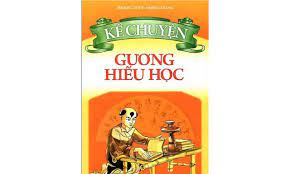 KỂ CHUYỆN
GƯƠNG
HIẾU HỌC